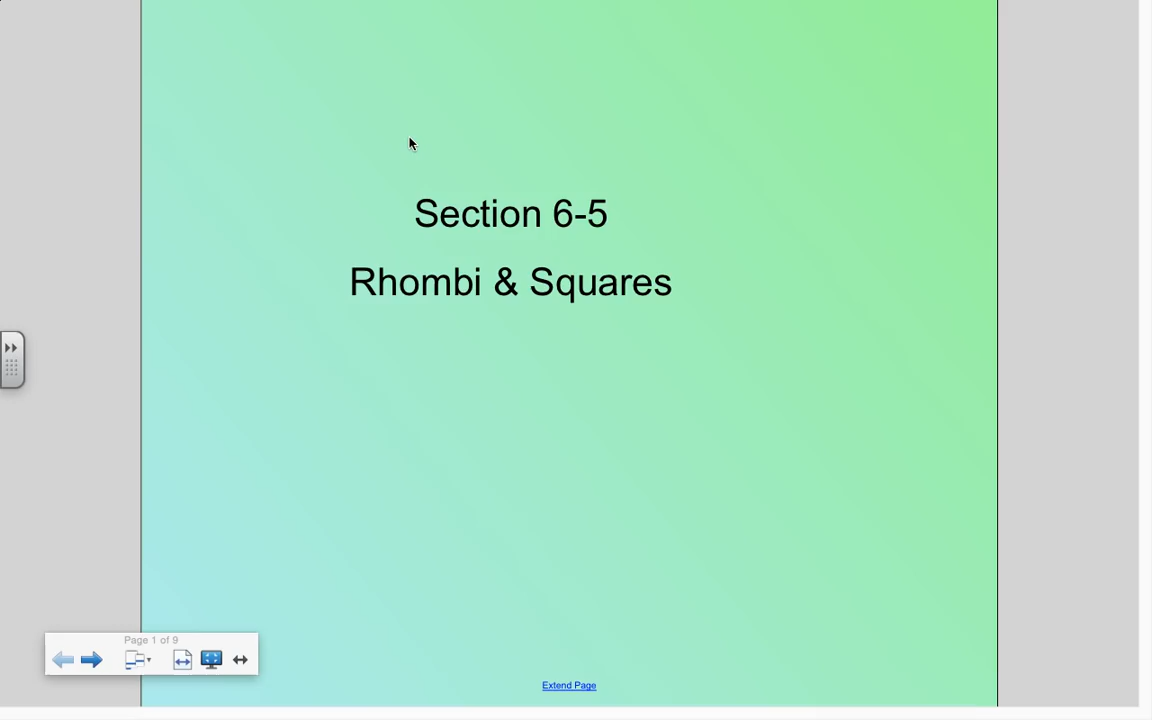 Section 6-5
Rhombi & Squares
Page 1 of 9
Extend Page